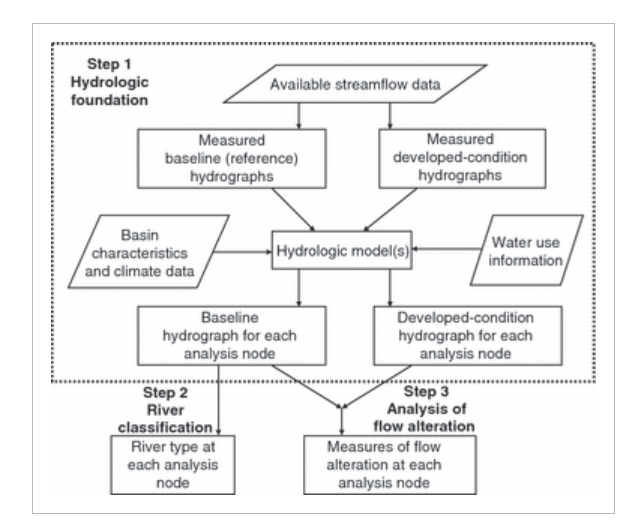 Step 1
Hydrologic
foundation
Available streamflow data
Measured
baseline (reference)
hydrographs
Measured
developed-condition
hydrographs
Basin
characteristics
and climate data
Hydrologic model(s)
Water use
information
Baseline
hydrograph for each
analysis node
Developed-condition
hydrograph for each
analysis node
Step 2
River
classification
Step 3
Analysis of
flow alteration
River type at
each analysis
node
Measures of flow
alteration at each
analysis node